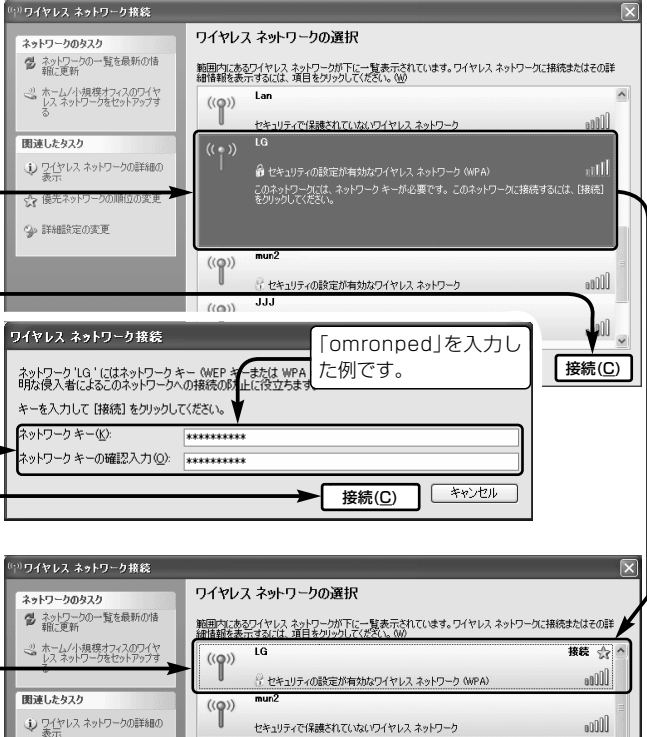 ワイヤレス ネットワーク接続
ネットワークのタスク
ネットワークの一覧を最新の情
報に更新
ホーム/小規模オフィスのワイヤ
レス ネットワークをセットアップす
る
関連したタスク
ワイヤレス ネットワークの詳細の
表示
優先ネットワークの順位の変更
詳細設定の変更
ワイヤレス ネットワークの選択
範囲内にあるワイヤレス ネットワークが下に一覧表示されています。ワイヤレス ネットワークに接続またはその詳
細情報を表示するには、項目をクリックしてください。(W)
Lan
セキュリティで保護されていないワイヤレス ネットワーク
LG
セキュリティの設定が有効なワイヤレス ネットワーク (WPA)
このネットワークには、ネットワーク キーが必要です。このネットワークに接続するには、[接続]
をクリックしてください。
mun2
セキュリティの設定が有効なワイヤレス ネットワーク
JJJ
接続(C)
ワイヤレス ネットワーク接続
「omronped」を入力し
た例です。
ネットワーク 'LG' にはネットワーク キー (WEP キーまたは WPA
明な侵入者によるこのネットワークへの接続の防止に役立ちます
キーを入力して [接続] をクリックしてください。
ネットワーク キー(K):
**********
ネットワーク キーの確認入力(O):
**********
接続(C)
キャンセル
ワイヤレス ネットワーク接続
ネットワークのタスク
ネットワークの一覧を最新の情
報に更新
ホーム/小規模オフィスのワイヤ
レス ネットワークをセットアップす
る
関連したタスク
ワイヤレス ネットワークの詳細の
表示
ワイヤレス ネットワークの選択
範囲内にあるワイヤレス ネットワークが下に一覧表示されています。ワイヤレス ネットワークに接続またはその詳
細情報を表示するには、項目をクリックしてください。(W)
LG
接続
セキュリティの設定が有効なワイヤレス ネットワーク (WPA)
mun2
セキュリティで保護されていないワイヤレス ネットワーク